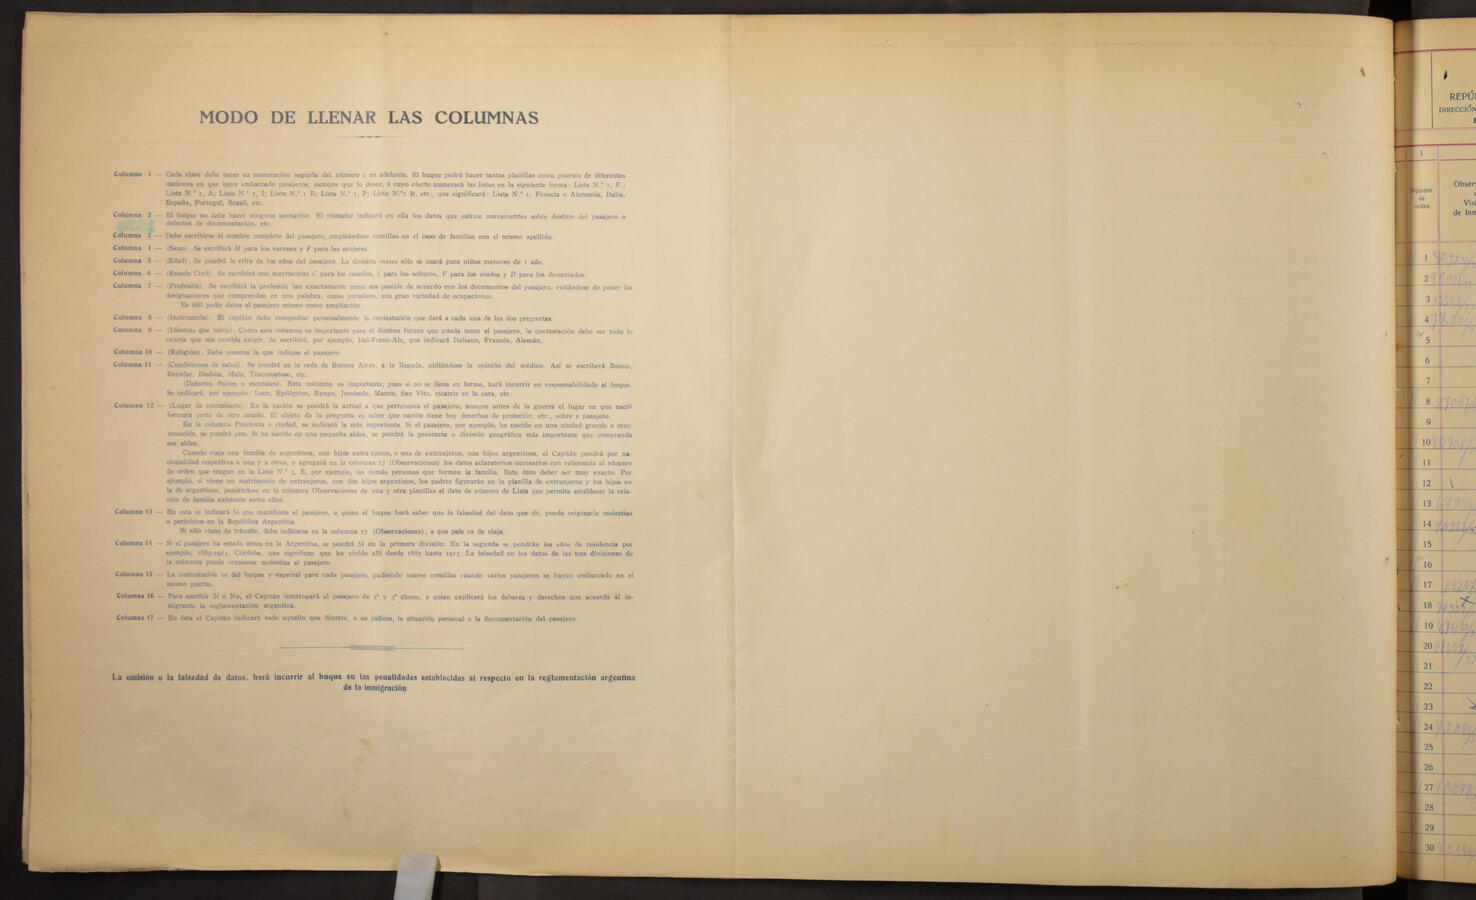 MODO DE LLENAR LAS COLUMNAS
Columna 1 — Cada clase debe tener su numeración seguida del número 1 en adelante. El buque podrá hacer tantas planillas como puertos de diferentes
naciones en que haya embarcado pasajeros, siempre que lo desee, á cuyo efecto numerará las listas en la siguiente forma: Lista N.° 1, F.;
Lista N.° 1, A; Lista N.° 1, I; Lista N.° 1 E; Lista N.° 1, P; Lista N.°1 B, etc., que significará: Lista N.° 1, Francia o Alemania, Italia,
España, Portugal, Brasil, etc.
Columna 2 — El buque no debe hacer ninguna anotación. El visitador indicará en ella los datos que estime convenientes sobre destino del pasajero o
defectos de documentación, etc.
Columna 3 — Debe escribirse el nombre completo del pasajero, empleándose comillas en el caso de familias con el mismo apellido.
Columna 4 — (Sexo). Se escribirá M para los varones y F para las mujeres.
Columna 5 — (Edad). Se pondrá la cifra de los años del pasajero. La división meses sólo se usará para niños menores de 1 año.
Columna 6 — (Estado Civil). Se escribirá con mayúsculas C para los casados, S para los solteros, V para los viudos y D para los divorciados.
Columna 7 — (Profesión). Se escribirá la profesión tan exactamente como sea posible de acuerdo con los documentos del pasajero, evitándose de poner las
designaciones que comprenden en una palabra, como jornalero, una gran variedad de ocupaciones.
Es útil pedir datos al pasajero mismo como ampliación.
Columna 8 — (Instrucción). El capitán debe comprobar personalmente la contestación que dará a cada una de las dos preguntas.
Columna 9 — (Idiomas que habla). Como esta columna es importante para el destino futuro que pueda tener el pasajero, la contestación debe ser todo lo
exacta que sea posible exigir. Se escribirá, por ejemplo, Ital-Franc-Ale, que indicará Italiano, Francés, Alemán.
Columna 10 — (Religión). Debe ponerse la que indique el pasajero.
Columna 11 — (Condiciones de salud). Se pondrá en la rada de Buenos Aires, a la llegada, pidiéndose la opinión del médico. Así se escriberá Buena,
Regular, Dudosa, Mala, Tracomatoso, etc.
(Defectos físicos o mentales). Esta columna es importante, pues si no se llena en forma, hará incurrir en responsabilidade al buque.
Se indicará, por ejemplo: Loco, Epiléptico, Rengo, Jorobado, Manco, San Vito, cicatriz en la cara, etc.
Columna 12 — (Lugar de nacimiento). En la nación se pondrá la actual a que pertenezca el pasajero, aunque antes de la guerra el lugar en que nació
formara parte de otro estado. El objeto de la pregunta es saber que nación tiene hoy derechos de proteción, etc., sobre e pasajero.
En la columna Provincia o ciudad, se indicará la más importante. Si el pasajero, por ejemplo, ha nacido en una ciudad grande o muy
conocida, se pondrá esta. Si ha nacido en una pequeña aldea, se pondrá la provincia o división geográfica más importante que comprenda
esa aldea.
Cuando viaje una familia de argentinos, con hijos extranjeros, o una de extranjeros, con hijos argentinos, el Capitán pondrá por na-
cionalidad respectiva a una y a otros, y agregará en la columna 17 (Observaciones) los datos aclaratorios necesarios con referencia al número
de orden que tengan en la Lista N.° 3, E, por ejemplo, las demás personas que formen la familia. Este dato deber ser muy exacto. Por
ejemplo, si viene un matrimonio de extranjeros, con dos hijos argentinos, los padres figurarán en la planilla de extranjeros y los hijos en
la de argentinos, poniéndose en la columna Observaciones de una y otra planillas el dato de número de Lista que permita establecer la rela-
ción de familia existente entre ellos.
Columna 13 — En esta se indicará lo que manifieste el pasajero, a quien el buque hará saber que la falsedad del dato que dé, pueda originarle molestias
o perjuicios en la República Argentina.
Si sólo viene de tránsito, debe indicarse en la columna 17 (Observaciones), a que país va de viaje.
Columna 14 — Si el pasajero ha estado antes en la Argentina, se pondrá SI en la primera división. En la segunda se pondrán los años de residencia por
ejemplo, 1885-1913, Córdoba, que significan que ha vivido allí desde 1885 hasta 1913. La falsedad en los datos de las tres divisiones de
la columna puede ocasionar molestias al pasajero.
Columna 15 — La contestación es del buque y especial para cada pasajero, pudiendo usarse comillas cuando varios pasajeros se hayan embarcado en el
mismo puerto.
Columna 16 — Para escribir Si o No, el Capitán interrogará al pasajero de 2ª y 3ª clases, a quien explicará los deberes y derechos que acuerda al in-
migrante la reglamentación argentina.
Columna 17 — En ésta el Capitán indicará todo aquello que illustre, a su judicio, la situación personal o la documentación del pasajero.
La omisión o la falsedad de datos, hará incurrir al buque en las penalidades establecidas al respecto en la reglamentación argentina
de la inmigración
REPÚ
DIRECCIÓN
1
Número
de
orden
Obser
Visi
de Inm
1
2
3
4
5
6
7
8
9
10
11
12
13
14
15
16
17
18
19
20
21
22
23
24
25
26
27
28
29
30